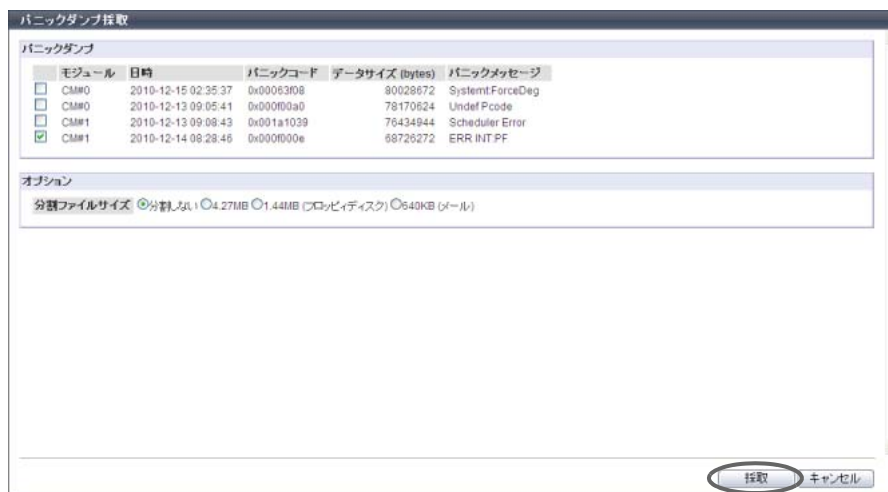 パニックダンプ採取
パニックダンプ
モジュール 日時 パニックコード データサイズ (bytes) パニックメッセージ
CM#0 2010-12-15 02:35:37 0x00063f08 80028672 Systemt:ForceDeg
CM#0 2010-12-13 09:05:41 0x000f00a0 78170624 Undef Pcode
CM#1 2010-12-13 09:08:43 0x001a1039 76434944 Scheduler Error
CM#1 2010-12-14 08:28:46 0x000f000e 68726272 ERR INT:PF
オプション
分割ファイルサイズ 分割しない 4.27MB 1.44MB (フロッピィディスク) 640KB (メール)
採取 キャンセル